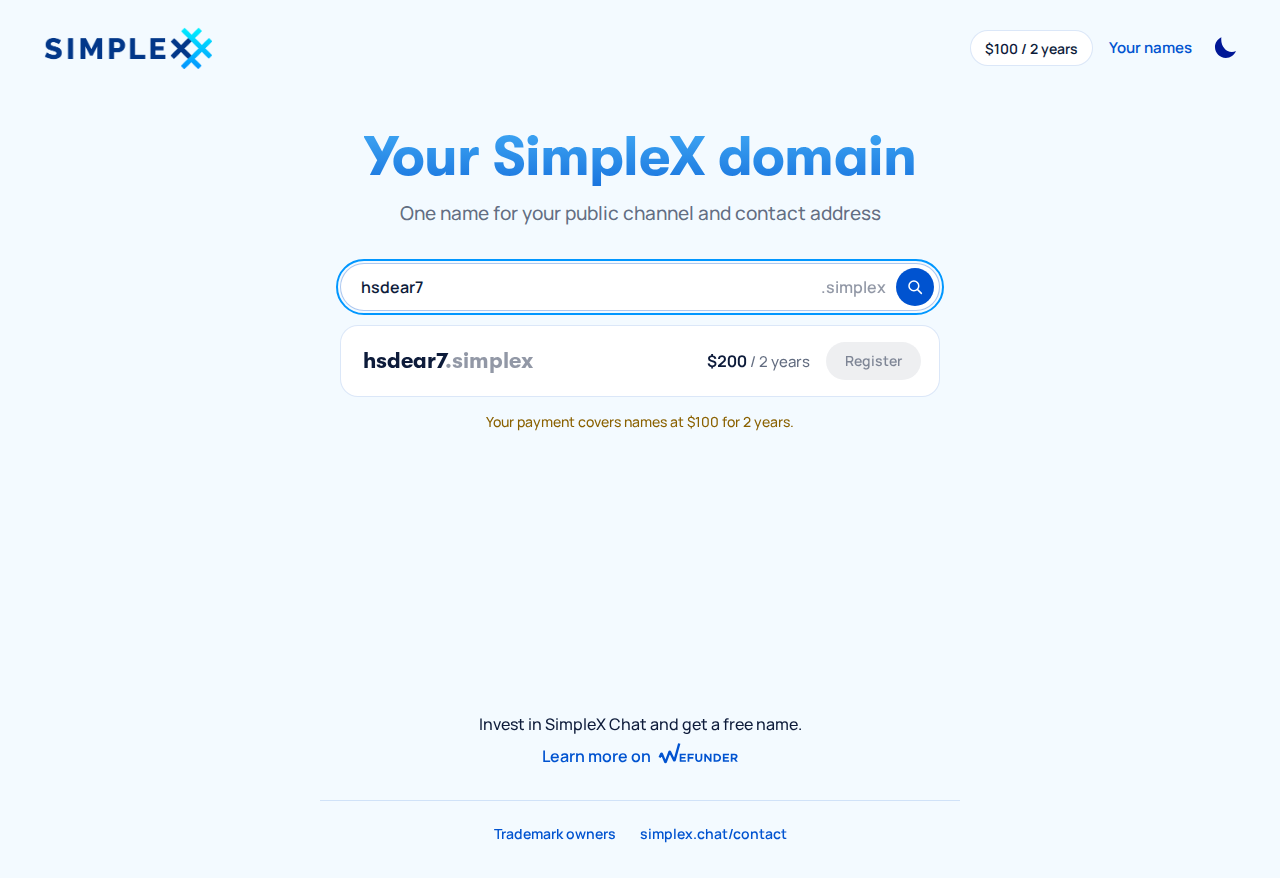 SIMPLEX
$100 / 2 years
Your names
Your SimpleX domain
One name for your public channel and contact address
hsdear7
.simplex
hsdear7.simplex
$200 / 2 years
Register
Your payment covers names at $100 for 2 years.
Invest in SimpleX Chat and get a free name.
Learn more on WEFUNDER
Trademark owners
simplex.chat/contact